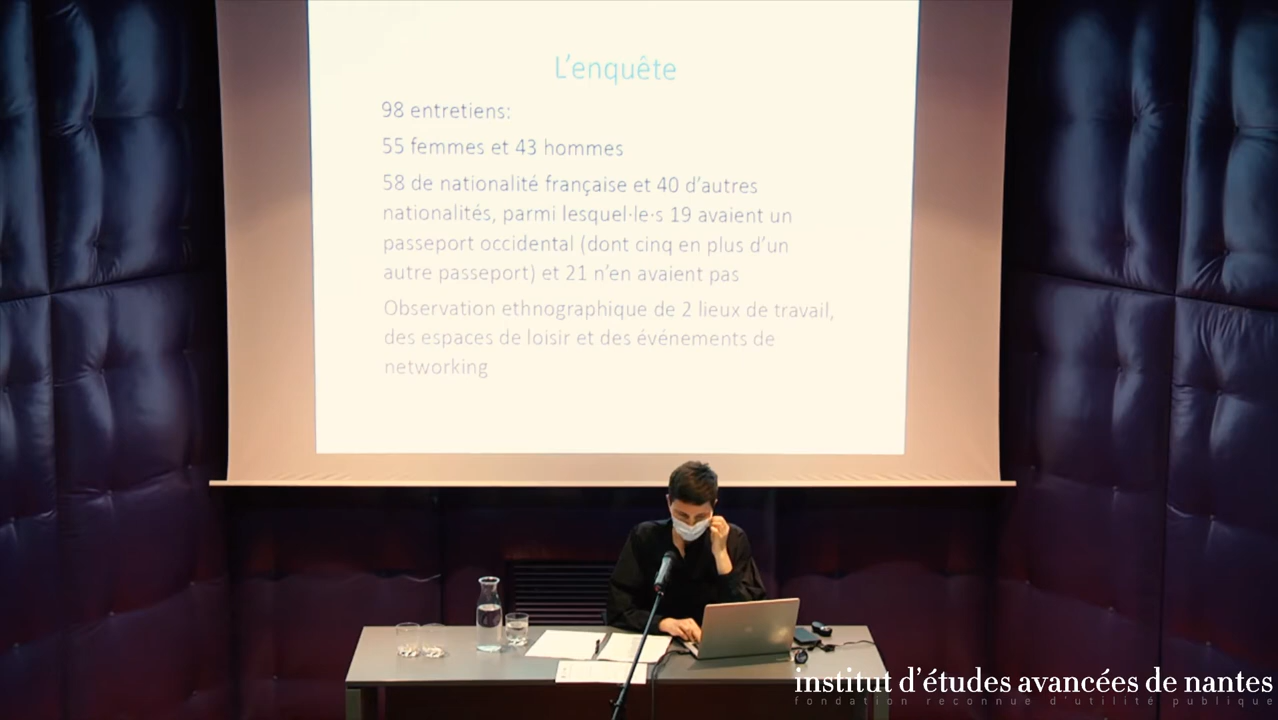 L'enquête
98 entretiens:
55 femmes et 43 hommes
58 de nationalité française et 40 d'autres
nationalités, parmi lesquel·le·s 19 avaient un
passeport occidental (dont cinq en plus d'un
autre passeport) et 21 n'en avaient pas
Observation ethnographique de 2 lieux de travail,
des espaces de loisir et des événements de
networking
institut d'études avancées de nantes
fondation reconnue d'utilité publique